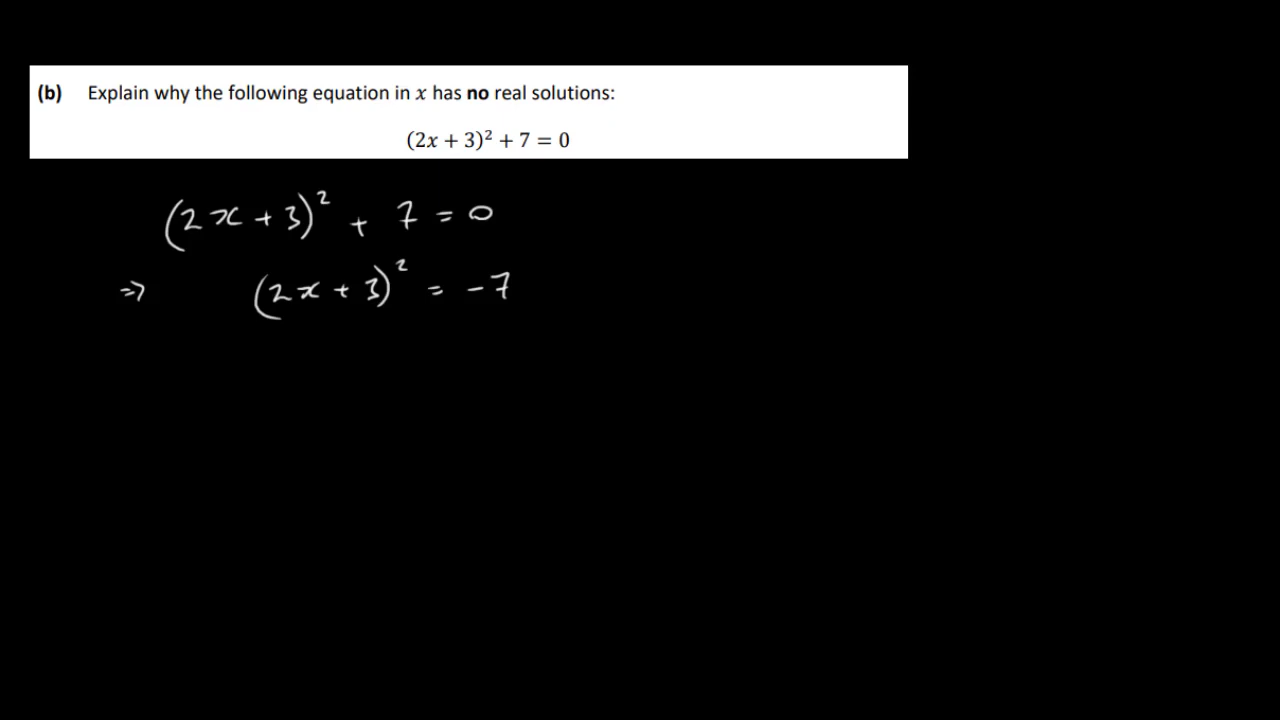 (b) Explain why the following equation in x has no real solutions:
(2x + 3)² + 7 = 0
(2x + 3)² + 7 = 0
=> (2x + 3)² = -7